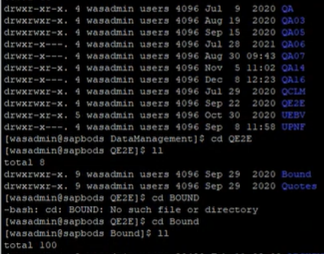 drwxr-xr-x. 4 wasadmin users 4096 Jul 9 2020 QA
drwxr-x---. 4 wasadmin users 4096 Aug 19 2020 QA03
drwxrwxr-x. 4 wasadmin users 4096 Sep 15 2020 QA05
drwxr-x---. 4 wasadmin users 4096 Jul 28 2021 QA06
drwxr-x---. 4 wasadmin users 4096 Aug 30 09:43 QA07
drwxr-xr-x. 4 wasadmin users 4096 Nov 5 11:02 QA14
drwxr-x---. 4 wasadmin users 4096 Dec 8 12:23 QA16
drwxrwxr-x. 4 wasadmin users 4096 Jul 29 2020 QCLM
drwxrwxr-x. 4 wasadmin users 4096 Sep 22 2020 QE2E
drwxr-xr-x. 5 wasadmin users 4096 Oct 30 2020 UEBV
drwxr-x---. 4 wasadmin users 4096 Sep 8 11:58 UPNF
[wasadmin@sapbods DataManagement]$ cd QE2E
[wasadmin@sapbods QE2E]$ ll
total 8
drwxrwxr-x. 9 wasadmin users 4096 Sep 29 2020 Bound
drwxrwxr-x. 9 wasadmin users 4096 Sep 29 2020 Quotes
[wasadmin@sapbods QE2E]$ cd BOUND
-bash: cd: BOUND: No such file or directory
[wasadmin@sapbods QE2E]$ cd Bound
[wasadmin@sapbods Bound]$ ll
total 100